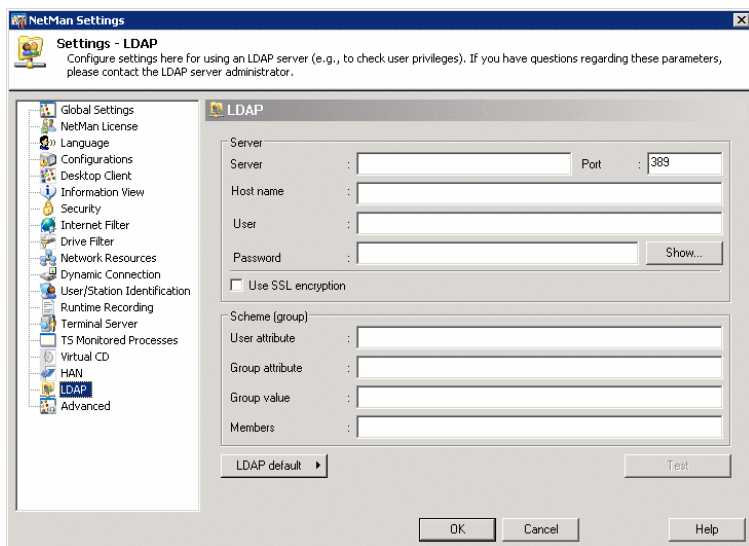 NetMan Settings
Settings - LDAP
Configure settings here for using an LDAP server (e.g., to check user privileges). If you have questions regarding these parameters,
please contact the LDAP server administrator.
Global Settings
NetMan License
Language
Configurations
Desktop Client
Information View
Security
Internet Filter
Drive Filter
Network Resources
Dynamic Connection
User/Station Identification
Runtime Recording
Terminal Server
TS Monitored Processes
Virtual CD
HAN
LDAP
Advanced
LDAP
Server
Server : Port : 389
Host name :
User :
Password : Show...
Use SSL encryption
Scheme (group)
User attribute :
Group attribute :
Group value :
Members :
LDAP default Test
OK Cancel Help